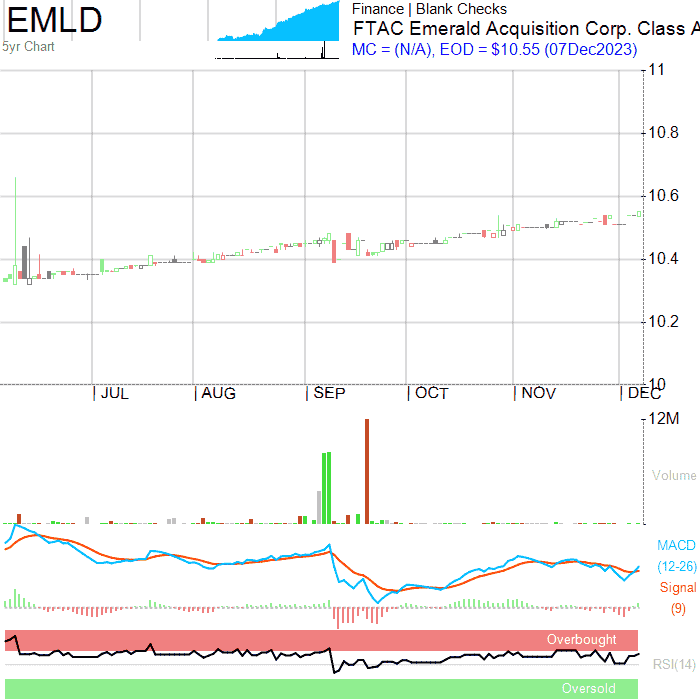 EMLD
5yr Chart
Finance | Blank Checks
FTAC Emerald Acquisition Corp. Class A
MC = (N/A), EOD = $10.55 (07Dec2023)
11
10.8
10.6
10.4
10.2
10
JUL AUG SEP OCT NOV DEC
12M
Volume
MACD
(12-26)
Signal
(9)
Overbought
RSI(14)
Oversold